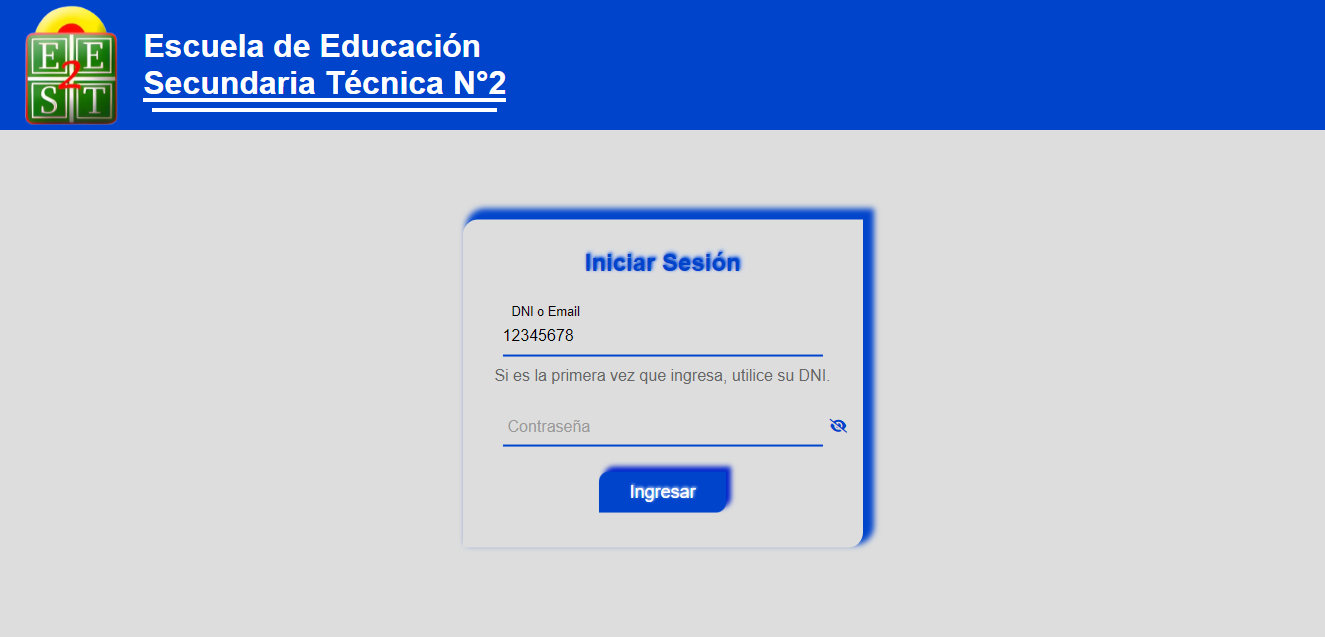 E E
2
S T
Escuela de Educación
Secundaria Técnica N°2
Iniciar Sesión
DNI o Email
12345678
Si es la primera vez que ingresa, utilice su DNI.
Contraseña
Ingresar